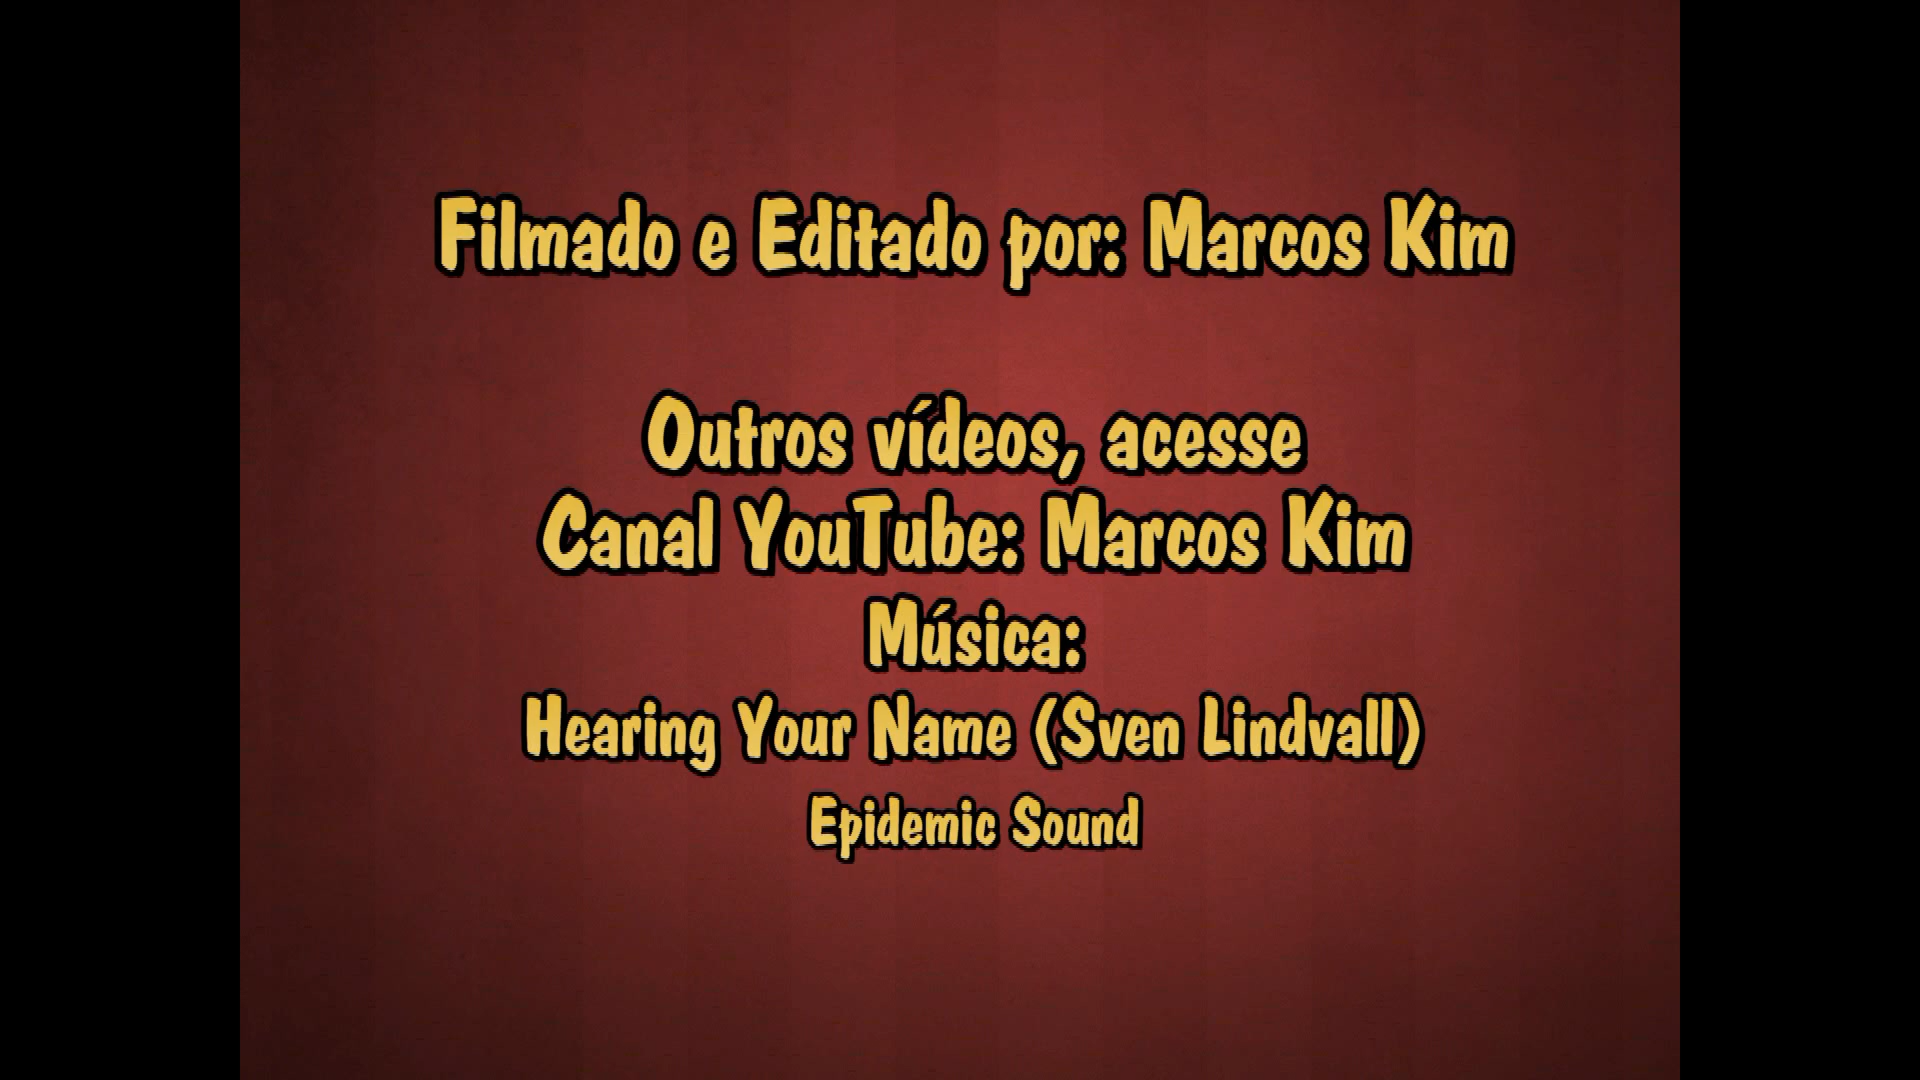 Filmado e Editado por: Marcos Kim
Outros vídeos, acesse
Canal YouTube: Marcos Kim
Música:
Hearing Your Name (Sven Lindvall)
Epidemic Sound